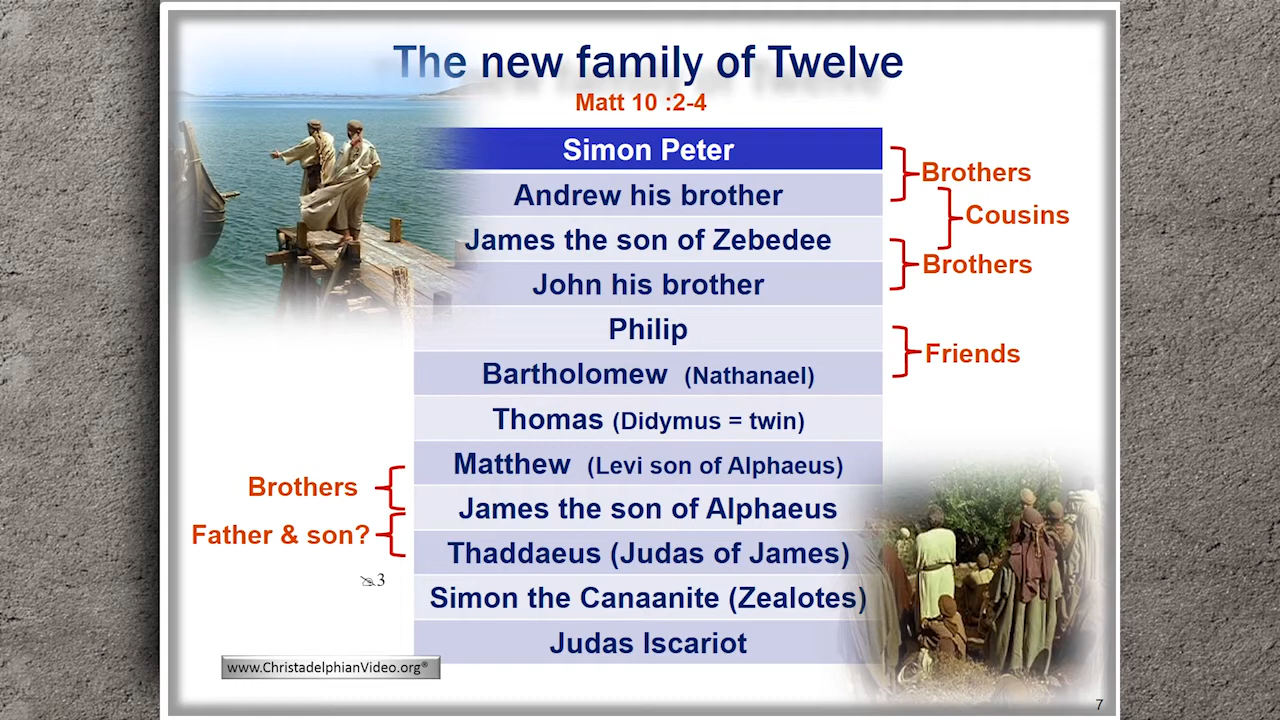 The new family of Twelve
Matt 10 :2-4
Simon Peter
Andrew his brother
James the son of Zebedee
John his brother
Philip
Bartholomew (Nathanael)
Thomas (Didymus = twin)
Matthew (Levi son of Alphaeus)
James the son of Alphaeus
Thaddaeus (Judas of James)
Simon the Canaanite (Zealotes)
Judas Iscariot
Brothers
Cousins
Brothers
Friends
Brothers
Father & son?
3
www.ChristadelphianVideo.org®
7